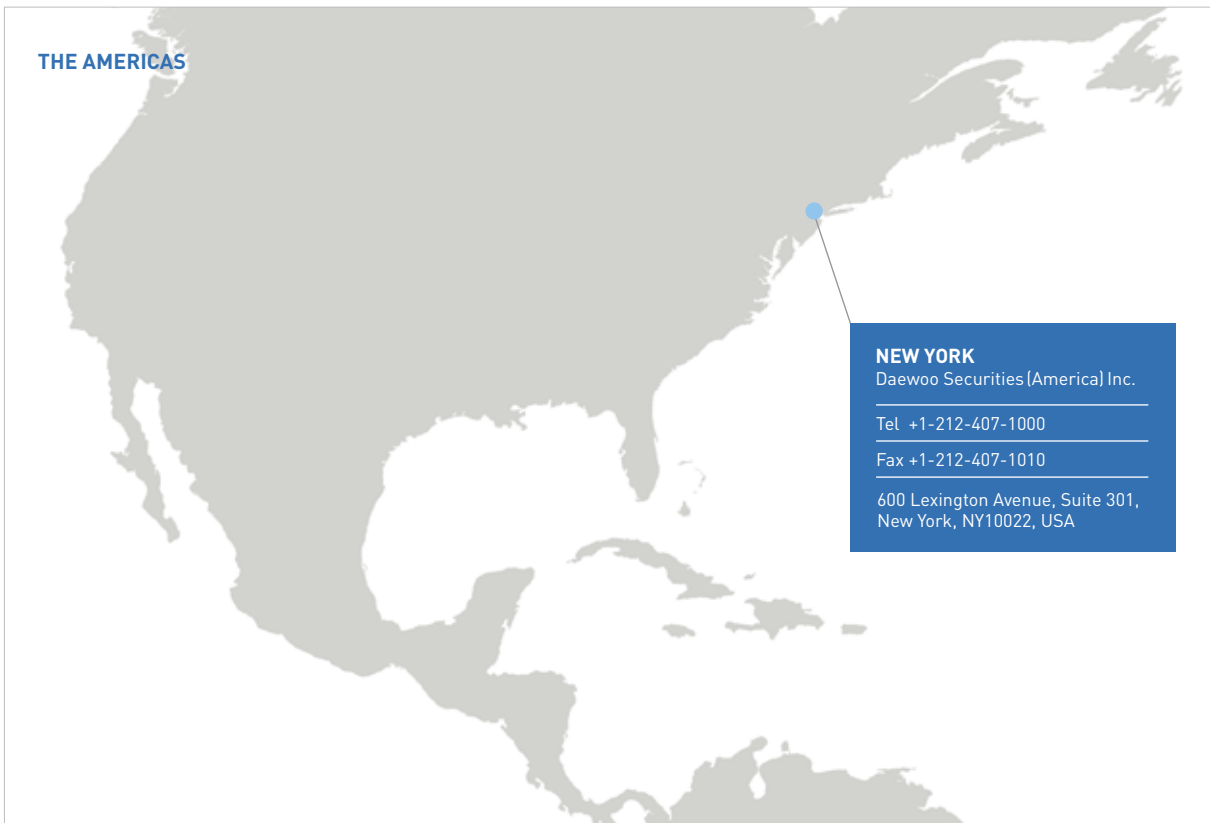 THE AMERICAS
NEW YORK
Daewoo Securities (America) Inc.
Tel +1-212-407-1000
Fax +1-212-407-1010
600 Lexington Avenue, Suite 301,
New York, NY10022, USA